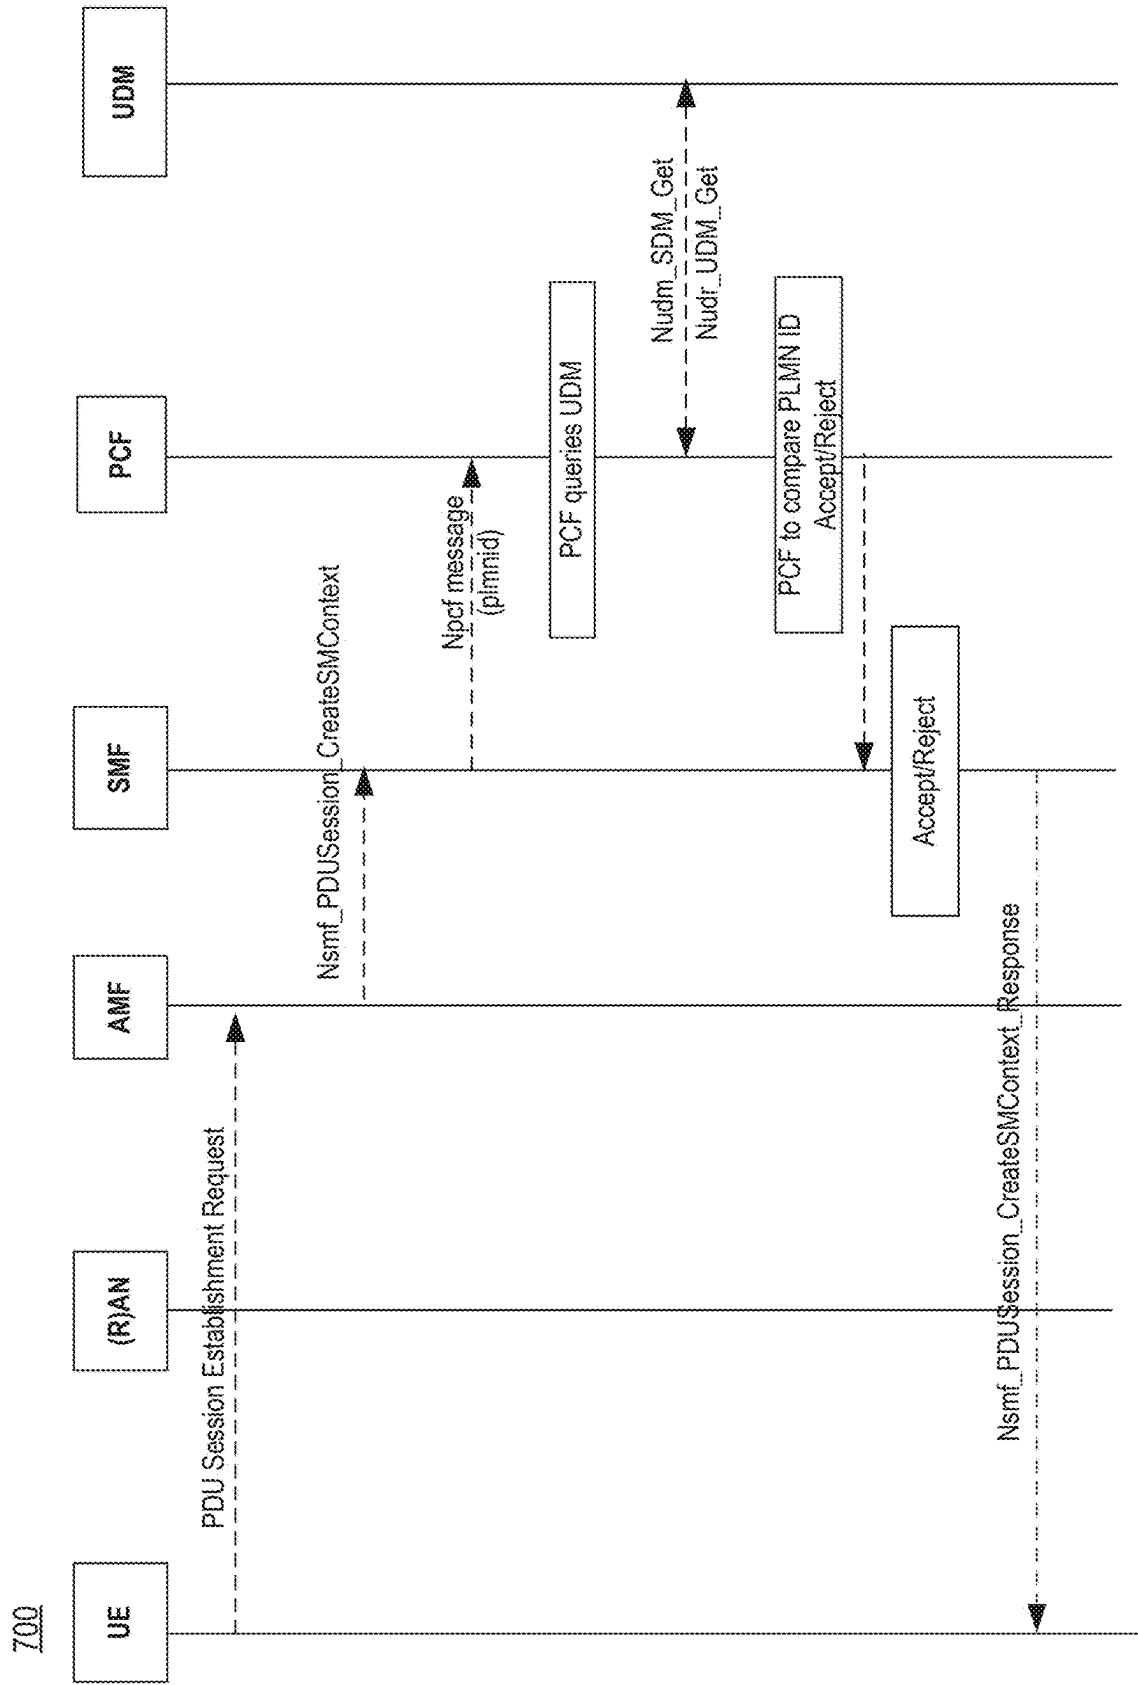 700
UE
(R)AN
AMF
SMF
PCF
UDM
PDU Session Establishment Request
Nsmf_PDUSession_CreateSMContext
Npcf message
(plmnid)
PCF queries UDM
Nudm_SDM_Get
Nudr_UDM_Get
PCF to compare PLMN ID
Accept/Reject
Accept/Reject
Nsmf_PDUSession_CreateSMContext_Response